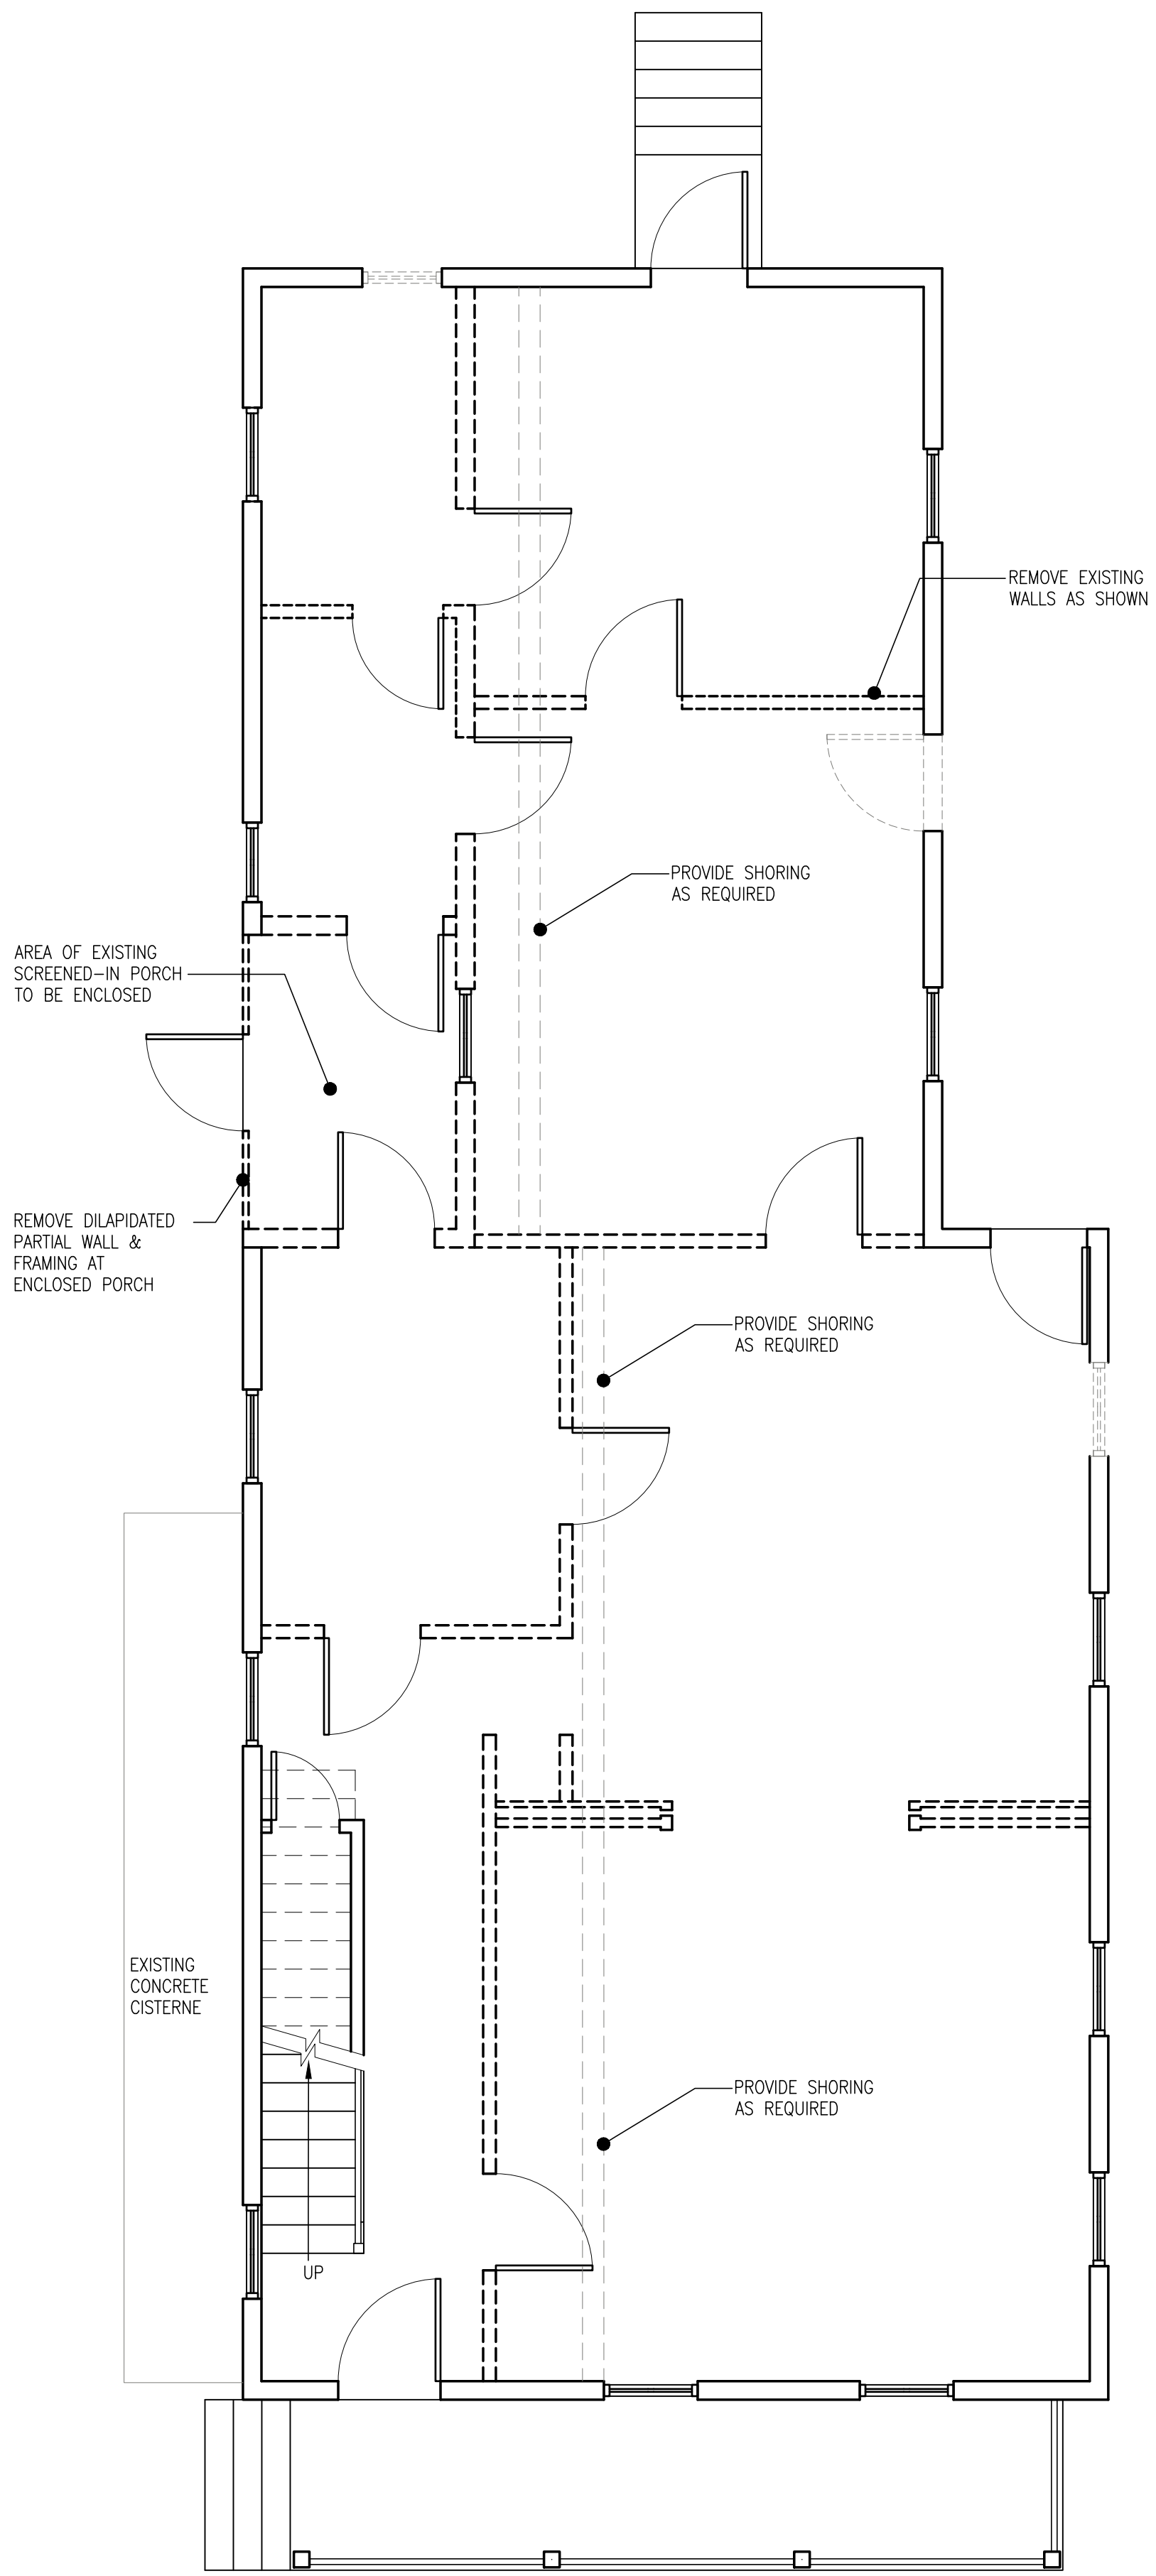 REMOVE EXISTING
WALLS AS SHOWN
PROVIDE SHORING
AS REQUIRED
AREA OF EXISTING
SCREENED-IN PORCH
TO BE ENCLOSED
REMOVE DILAPIDATED
PARTIAL WALL &
FRAMING AT
ENCLOSED PORCH
PROVIDE SHORING
AS REQUIRED
EXISTING
CONCRETE
CISTERNE
PROVIDE SHORING
AS REQUIRED
UP